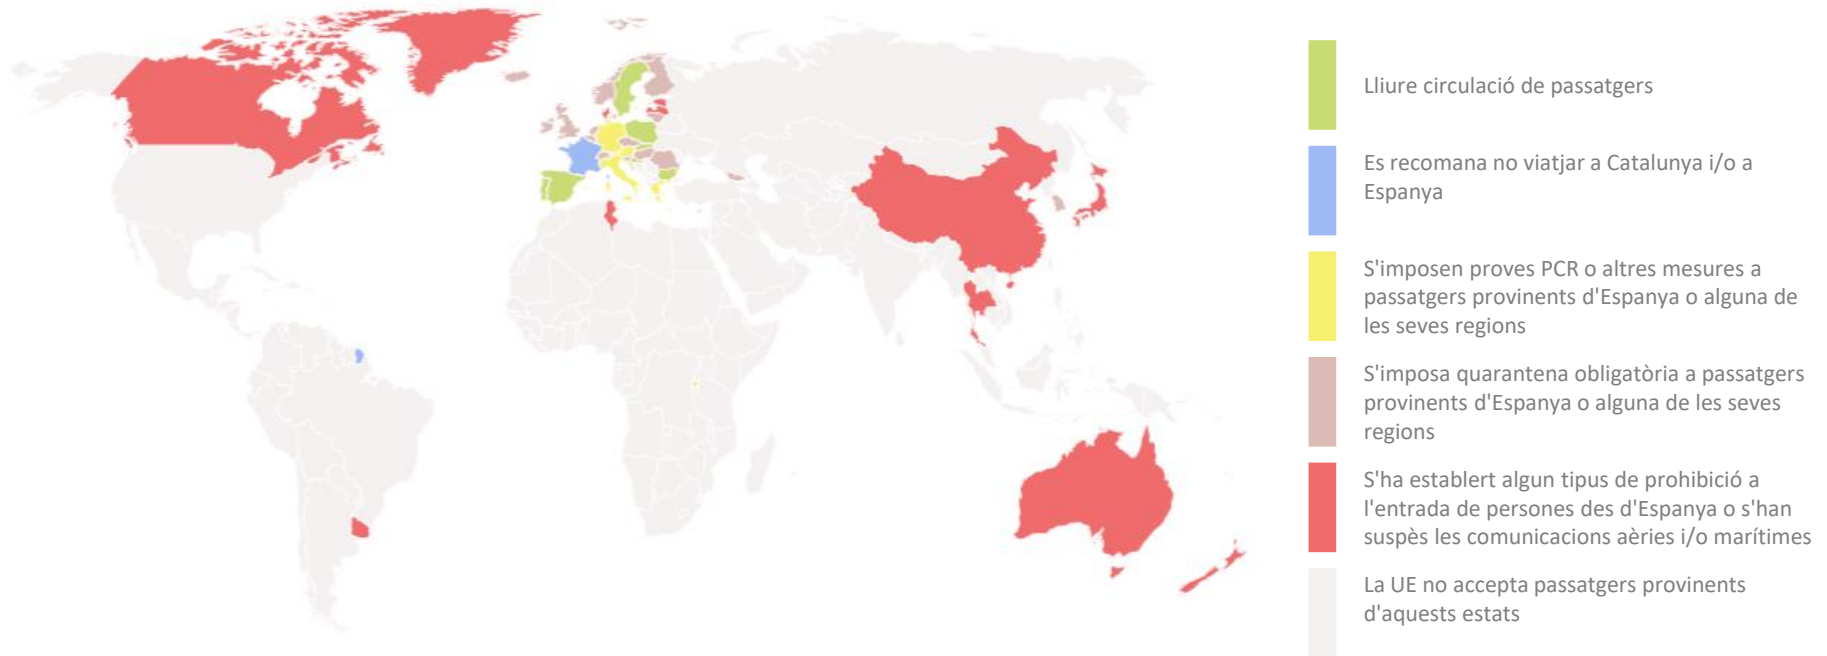 Lliure circulació de passatgers
Es recomana no viatjar a Catalunya i/o a
Espanya
S'imposen proves PCR o altres mesures a
passatgers provinents d'Espanya o alguna de
les seves regions
S'imposa quarantena obligatòria a passatgers
provinents d'Espanya o alguna de les seves
regions
S'ha establert algun tipus de prohibició a
l'entrada de persones des d'Espanya o s'han
suspès les comunicacions aèries i/o marítimes
La UE no accepta passatgers provinents
d'aquests estats